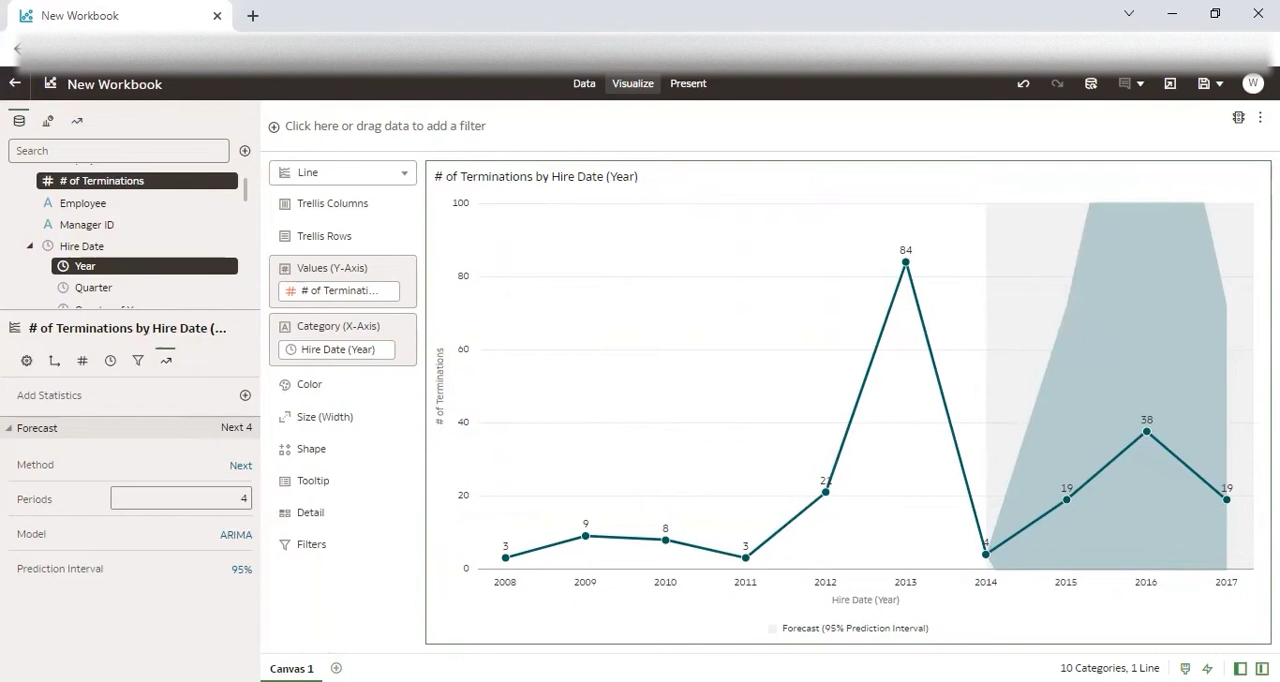 New Workbook
New Workbook
Data
Visualize
Present
W
Search
# of Terminations
Employee
Manager ID
Hire Date
Year
Quarter
# of Terminations by Hire Date (...
Add Statistics
Forecast
Next 4
Method
Next
Periods
4
Model
ARIMA
Prediction Interval
95%
Click here or drag data to add a filter
Line
Trellis Columns
Trellis Rows
Values (Y-Axis)
# of Terminati...
Category (X-Axis)
Hire Date (Year)
Color
Size (Width)
Shape
Tooltip
Detail
Filters
# of Terminations by Hire Date (Year)
100
80
60
40
20
0
# of Terminations
3
9
8
3
84
4
19
38
19
2008
2009
2010
2011
2012
2013
2014
2015
2016
2017
Hire Date (Year)
Forecast (95% Prediction Interval)
Canvas 1
10 Categories, 1 Line